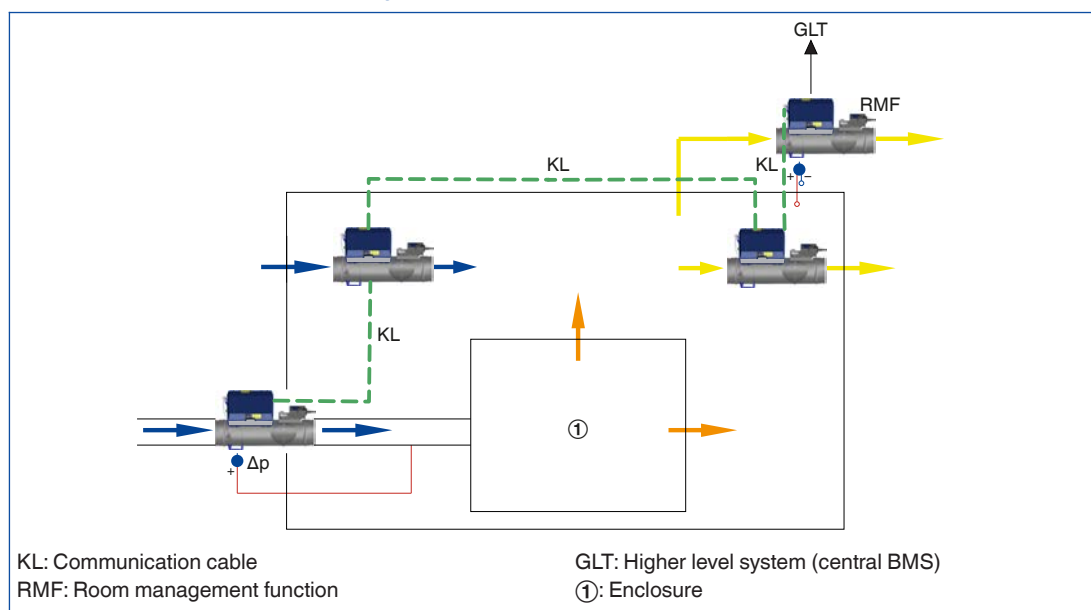 GLT
RMF
KL
KL
+ –
KL
①
Δp
+
KL: Communication cable
RMF: Room management function
GLT: Higher level system (central BMS)
①: Enclosure